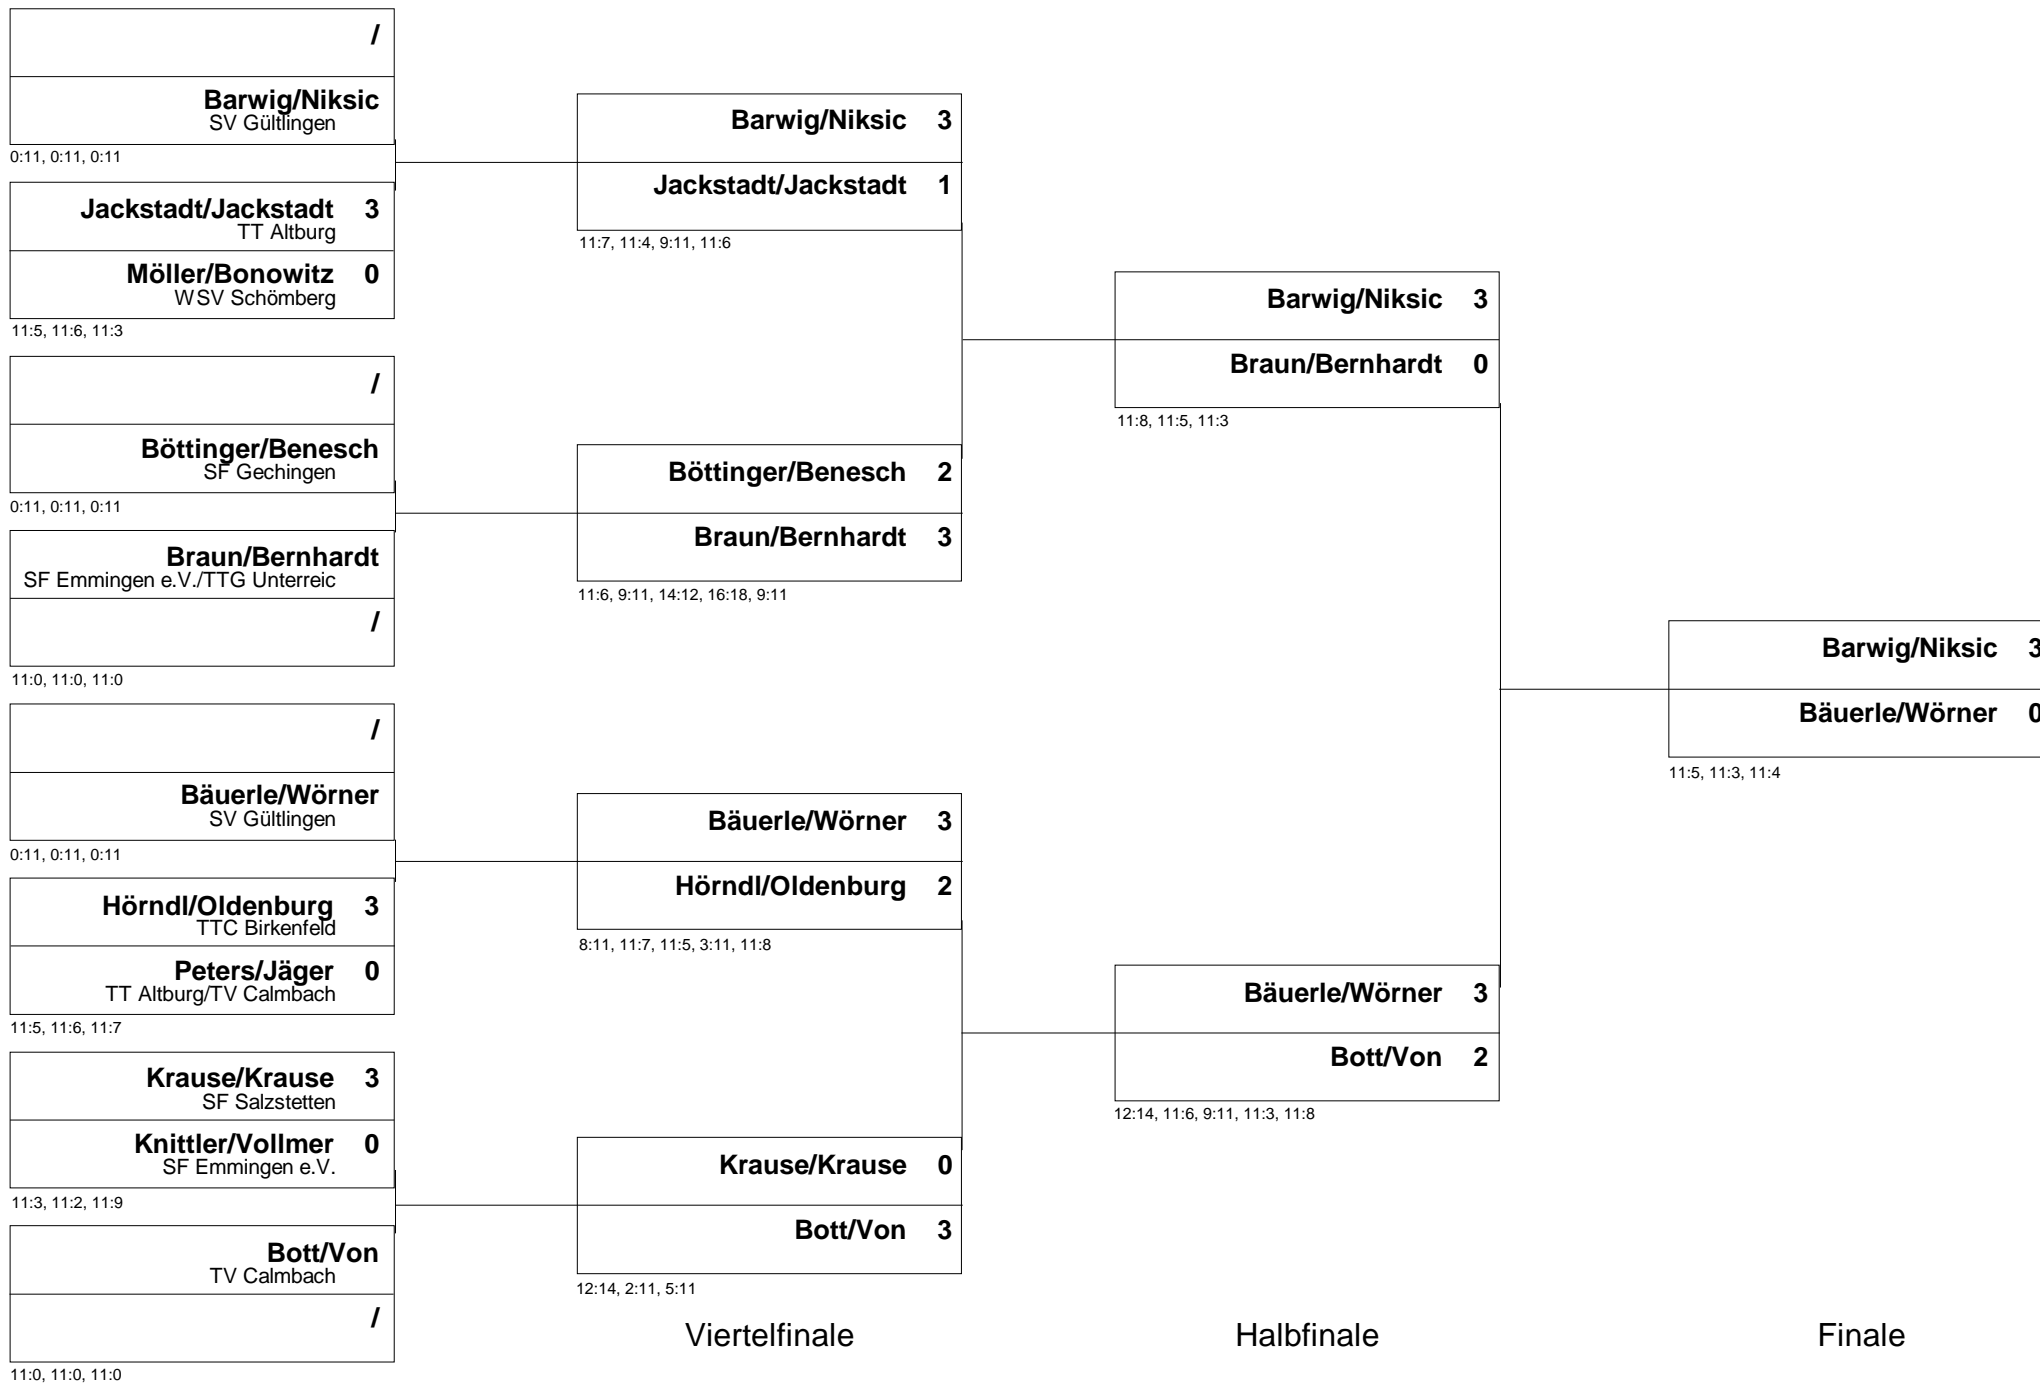 /
Barwig/Niksic
SV Gültlingen
0:11, 0:11, 0:11
Jackstadt/Jackstadt 3
TT Altburg
Möller/Bonowitz 0
WSV Schömberg
11:5, 11:6, 11:3
/
Böttinger/Benesch
SF Gechingen
0:11, 0:11, 0:11
Braun/Bernhardt
SF Emmingen e.V./TTG Unterreic
/
11:0, 11:0, 11:0
/
Bäuerle/Wörner
SV Gültlingen
0:11, 0:11, 0:11
Hörndl/Oldenburg 3
TTC Birkenfeld
Peters/Jäger 0
TT Altburg/TV Calmbach
11:5, 11:6, 11:7
Krause/Krause 3
SF Salzstetten
Knittler/Vollmer 0
SF Emmingen e.V.
11:3, 11:2, 11:9
Bott/Von
TV Calmbach
/
11:0, 11:0, 11:0
Barwig/Niksic 3
Jackstadt/Jackstadt 1
11:7, 11:4, 9:11, 11:6
Böttinger/Benesch 2
Braun/Bernhardt 3
11:6, 9:11, 14:12, 16:18, 9:11
Bäuerle/Wörner 3
Hörndl/Oldenburg 2
8:11, 11:7, 11:5, 3:11, 11:8
Krause/Krause 0
Bott/Von 3
12:14, 2:11, 5:11
Viertelfinale
Barwig/Niksic 3
Braun/Bernhardt 0
11:8, 11:5, 11:3
Bäuerle/Wörner 3
Bott/Von 2
12:14, 11:6, 9:11, 11:3, 11:8
Halbfinale
Barwig/Niksic 3
Bäuerle/Wörner 0
11:5, 11:3, 11:4
Finale